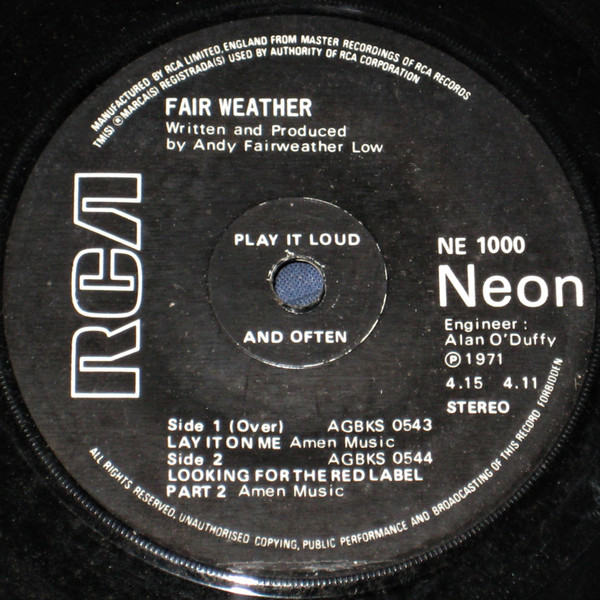 MANUFACTURED BY RCA LIMITED, ENGLAND FROM MASTER RECORDINGS OF RCA RECORDS
TM(S) ® MARCA(S) REGISTRADA(S) USED BY AUTHORITY OF RCA CORPORATION
FAIR WEATHER
Written and Produced
by Andy Fairweather Low
RCA
PLAY IT LOUD
AND OFTEN
NE 1000
Neon
Engineer :
Alan O'Duffy
℗ 1971
4.15 4.11
STEREO
Side 1 (Over) AGBKS 0543
LAY IT ON ME Amen Music
Side 2 AGBKS 0544
LOOKING FOR THE RED LABEL
PART 2 Amen Music
ALL RIGHTS RESERVED. UNAUTHORISED COPYING, PUBLIC PERFORMANCE AND BROADCASTING OF THIS RECORD FORBIDDEN